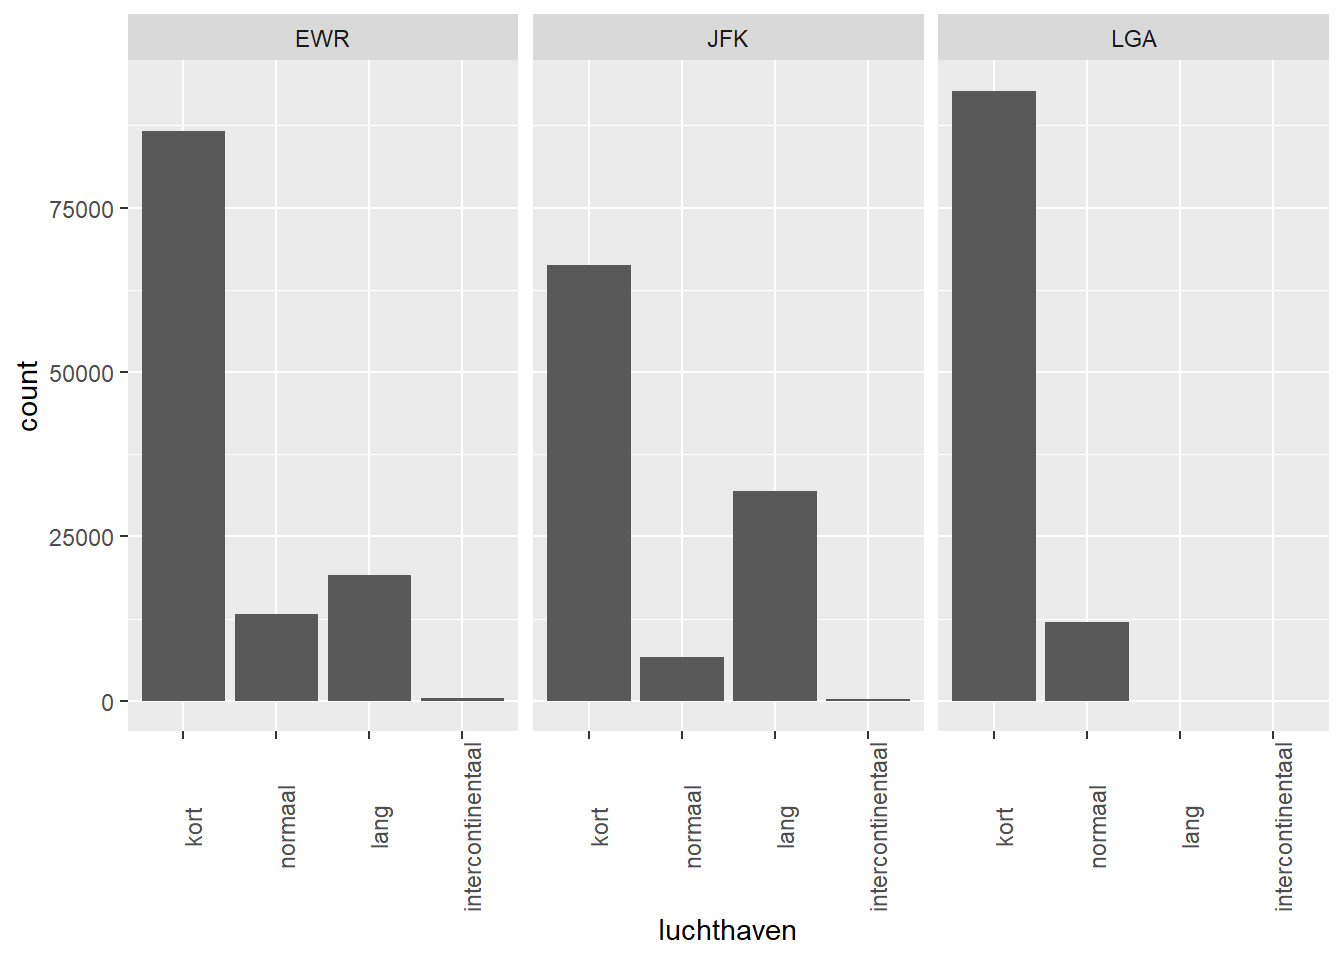 EWR JFK LGA
count
75000
50000
25000
0
kort normaal lang intercontinentaal kort normaal lang intercontinentaal kort normaal lang intercontinentaal
luchthaven